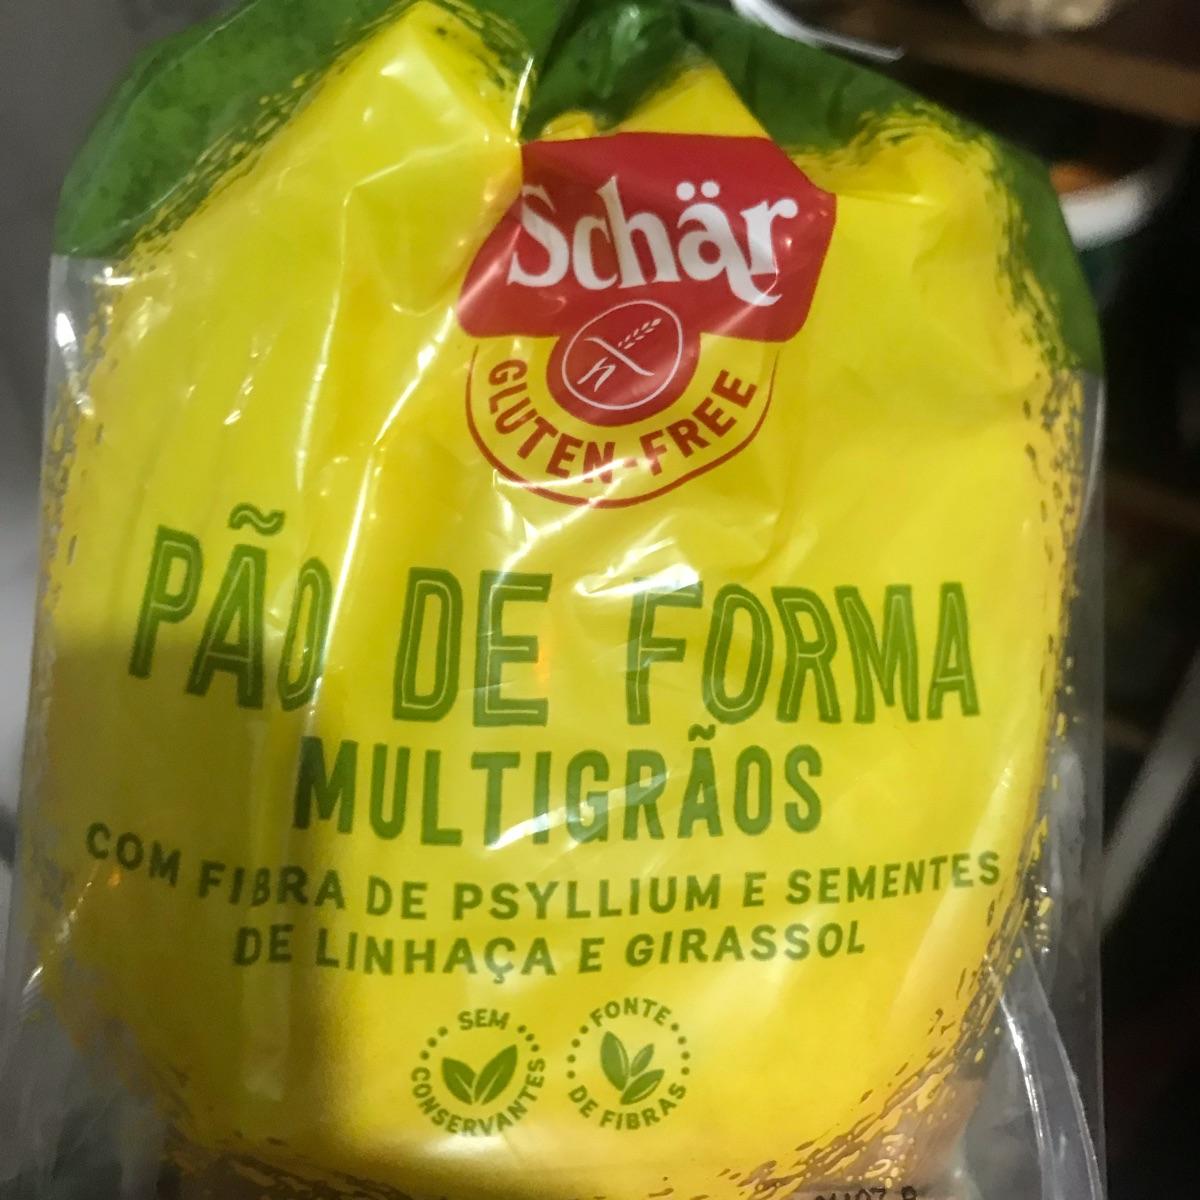 Schär
GLUTEN-FREE
PÃO DE FORMA
MULTIGRÃOS
COM FIBRA DE PSYLLIUM E SEMENTES
DE LINHAÇA E GIRASSOL
SEM
CONSERVANTES
FONTE
DE FIBRAS